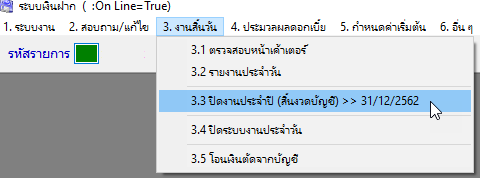 ระบบเงินฝาก ( :On Line=True)
1. ระบบงาน 2. สอบถาม/แก้ไข 3. งานสิ้นวัน 4. ประมวลผลดอกเบี้ย 5. กำหนดค่าเริ่มต้น 6. อื่น ๆ
รหัสรายการ
3.1 ตรวจสอบหน้าเค้าเตอร์
3.2 รายงานประจำวัน
3.3 ปิดงานประจำปี (สิ้นงวดบัญชี) >> 31/12/2562
3.4 ปิดระบบงานประจำวัน
3.5 โอนเงินตัดจากบัญชี